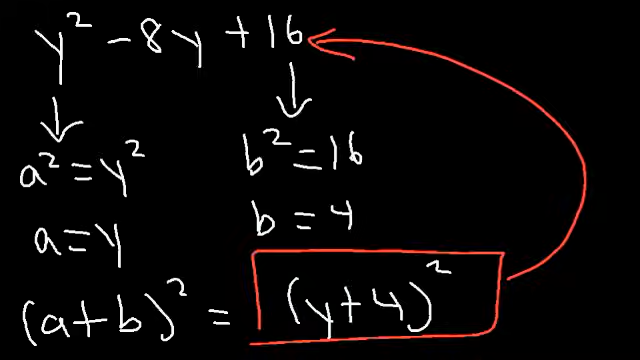 y² - 8y + 16
a² = y² b² = 16
a = y b = 4
(a+b)² = (y+4)²